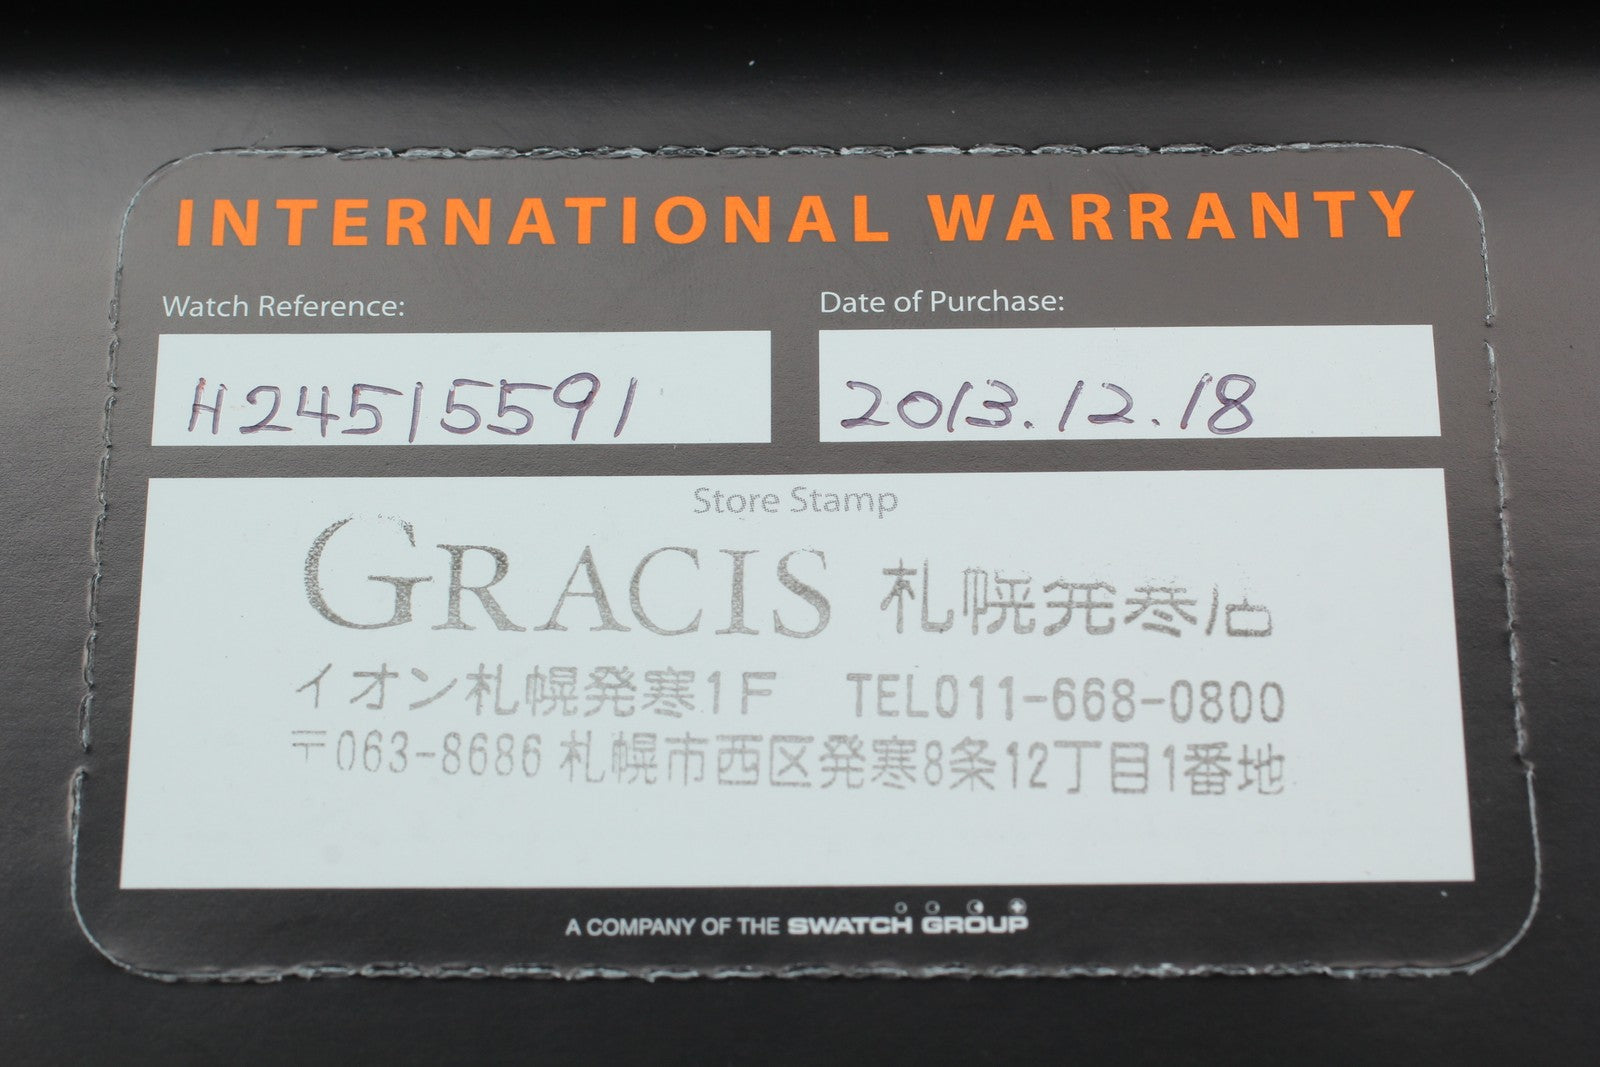 INTERNATIONAL WARRANTY
Watch Reference:
H24515591
Date of Purchase:
2013.12.18
Store Stamp
GRACIS 札幌発寒店
イオン札幌発寒1F TEL011-668-0800
〒063-8686 札幌市西区発寒8条12丁目1番地
A COMPANY OF THE SWATCH GROUP